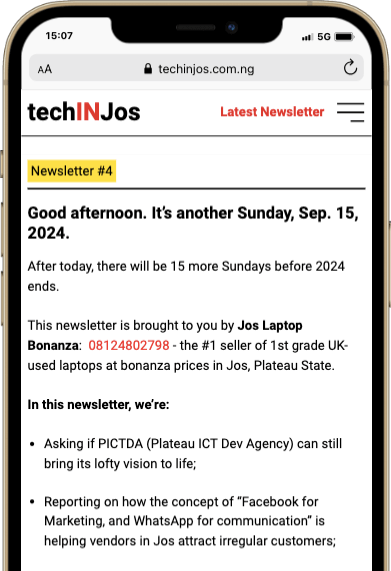 15:07
5G
AA
techinjos.com.ng
techINJos
Latest Newsletter
Newsletter #4
Good afternoon. It’s another Sunday, Sep. 15,
2024.
After today, there will be 15 more Sundays before 2024
ends.
This newsletter is brought to you by Jos Laptop
Bonanza: 08124802798 - the #1 seller of 1st grade UK-
used laptops at bonanza prices in Jos, Plateau State.
In this newsletter, we’re:
• Asking if PICTDA (Plateau ICT Dev Agency) can still
bring its lofty vision to life;
• Reporting on how the concept of “Facebook for
Marketing, and WhatsApp for communication” is
helping vendors in Jos attract irregular customers;